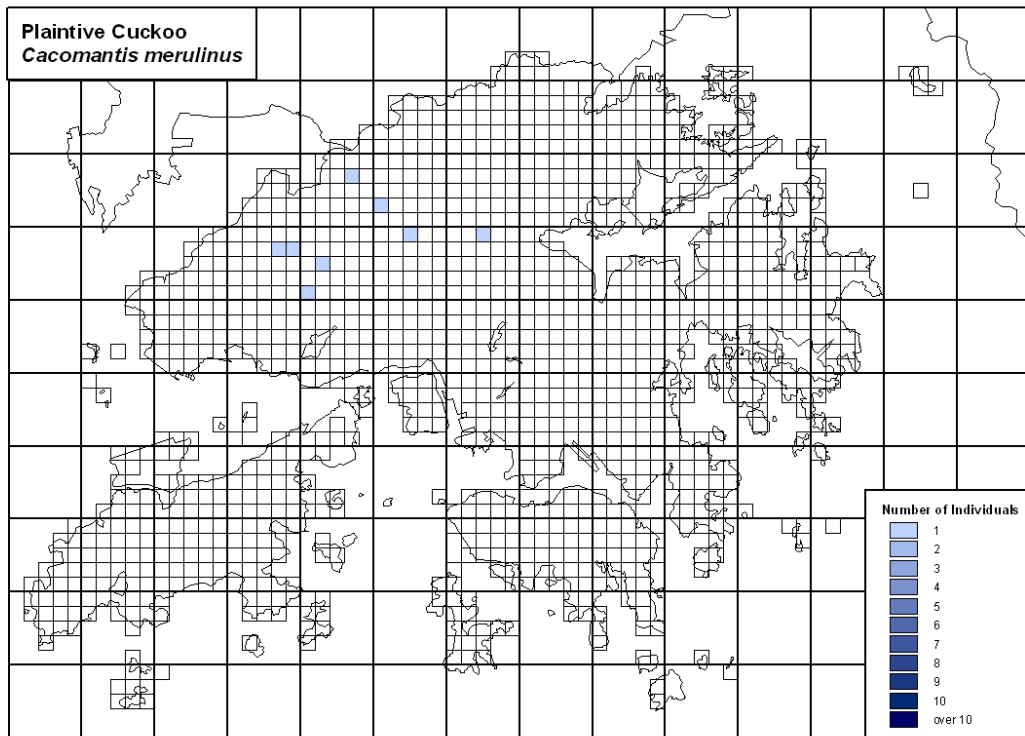 Plaintive Cuckoo
Cacomantis merulinus
Number of Individuals
1
2
3
4
5
6
7
8
9
10
over 10